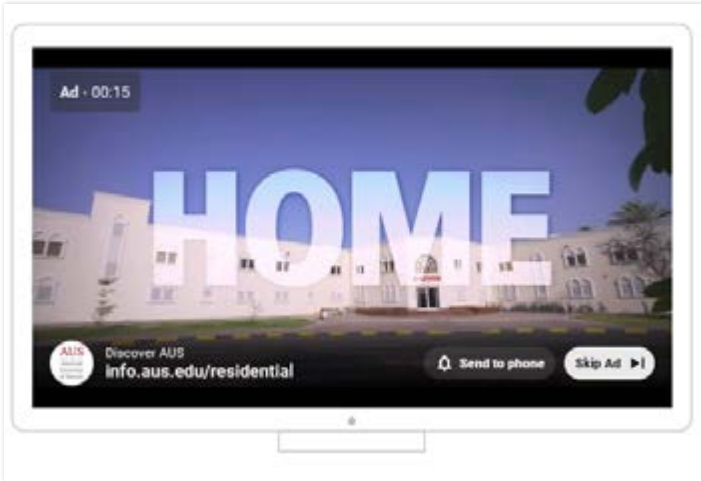 Ad · 00:15
HOME
AUS
Discover AUS
info.aus.edu/residential
Send to phone
Skip Ad